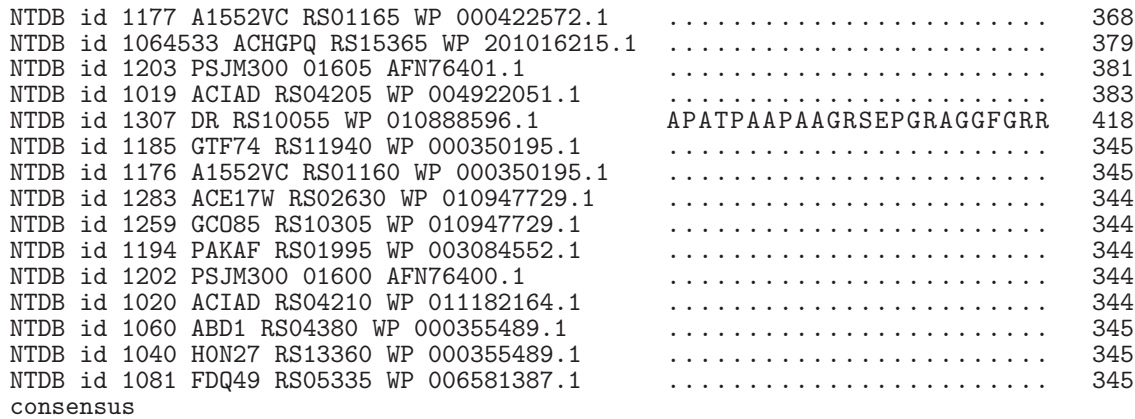 NTDB id 1177 A1552VC RS01165 WP 000422572.1 ........................ 368
NTDB id 1064533 ACHGPQ RS15365 WP 201016215.1 ........................ 379
NTDB id 1203 PSJM300 01605 AFN76401.1 ........................ 381
NTDB id 1019 ACIAD RS04205 WP 004922051.1 ........................ 383
NTDB id 1307 DR RS10055 WP 010888596.1 APATPAAPAAGRSEPGRAGGFGRR 418
NTDB id 1185 GTF74 RS11940 WP 000350195.1 ........................ 345
NTDB id 1176 A1552VC RS01160 WP 000350195.1 ........................ 345
NTDB id 1283 ACE17W RS02630 WP 010947729.1 ........................ 344
NTDB id 1259 GCO85 RS10305 WP 010947729.1 ........................ 344
NTDB id 1194 PAKAF RS01995 WP 003084552.1 ........................ 344
NTDB id 1202 PSJM300 01600 AFN76400.1 ........................ 344
NTDB id 1020 ACIAD RS04210 WP 011182164.1 ........................ 344
NTDB id 1060 ABD1 RS04380 WP 000355489.1 ........................ 345
NTDB id 1040 H0N27 RS13360 WP 000355489.1 ........................ 345
NTDB id 1081 FDQ49 RS05335 WP 006581387.1 ........................ 345
consensus